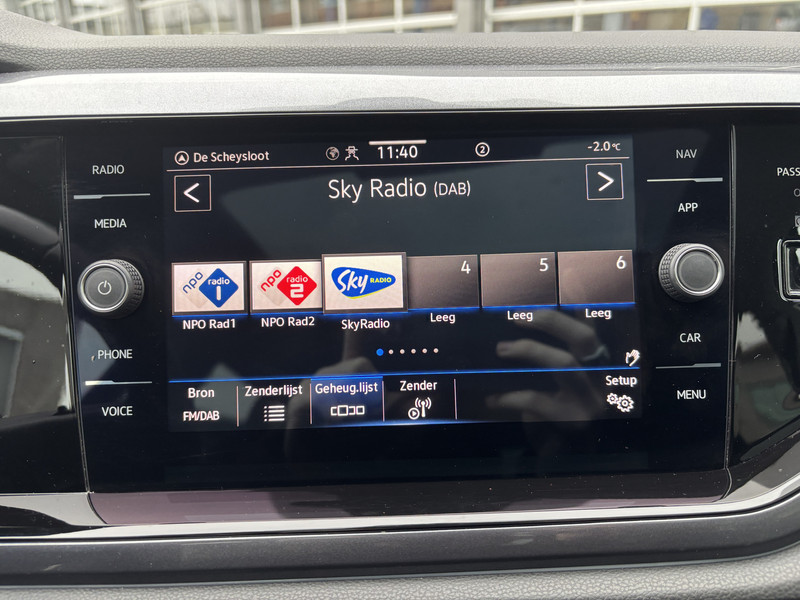 RADIO
MEDIA
PHONE
VOICE
De Scheysloot
11:40
2
-2.0°C
Sky Radio (DAB)
npo radio 1
npo radio 2
Sky RADIO
4
5
6
NPO Rad1
NPO Rad2
SkyRadio
Leeg
Leeg
Leeg
Bron
FM/DAB
Zenderlijst
Geheug.lijst
Zender
Setup
NAV
APP
CAR
MENU
PASS